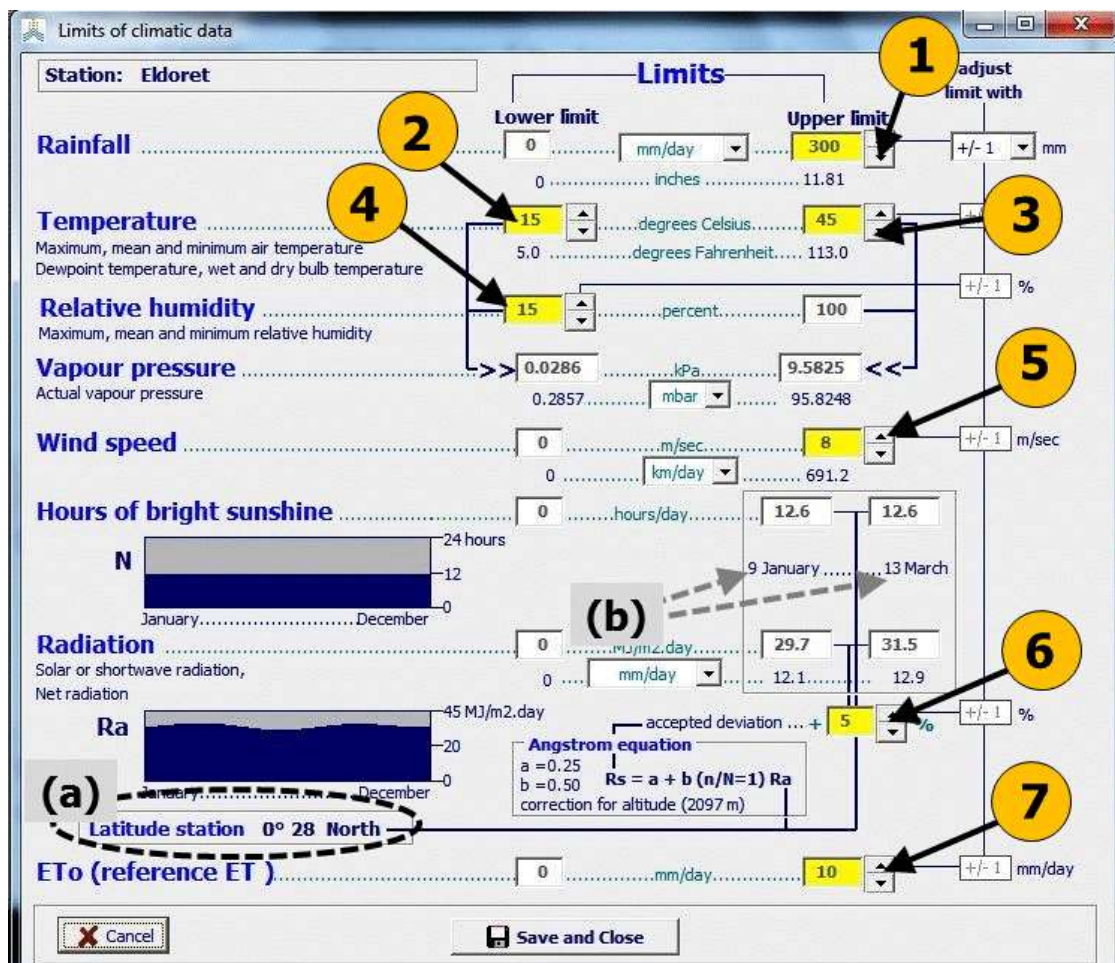 Limits of climatic data
Station: Eldoret
Limits
adjust
limit with
1
Lower limit
Upper limit
2
Rainfall
0
mm/day
300
+/- 1
mm
0
inches
11.81
4
Temperature
15
degrees Celsius
45
3
Maximum, mean and minimum air temperature
5.0
degrees Fahrenheit
113.0
Dewpoint temperature, wet and dry bulb temperature
+/- 1 %
Relative humidity
15
percent
100
Maximum, mean and minimum relative humidity
Vapour pressure
>> 0.0286
kPa
9.5825 <<
5
Actual vapour pressure
0.2857
mbar
95.8248
Wind speed
0
m/sec
8
+/- 1 m/sec
0
km/day
691.2
Hours of bright sunshine
0
hours/day
12.6
12.6
N
24 hours
12
0
9 January
13 March
January
December
(b)
Radiation
0
MJ/m2.day
29.7
31.5
6
Solar or shortwave radiation,
Net radiation
0
mm/day
12.1
12.9
Ra
45 MJ/m2.day
20
0
accepted deviation ... + 5 %
+/- 1 %
Angstrom equation
a =0.25
b =0.50
Rs = a + b (n/N=1) Ra
correction for altitude (2097 m)
(a)
January
December
Latitude station 0° 28 North
7
ETo (reference ET )
0
mm/day
10
+/- 1 mm/day
Cancel
Save and Close